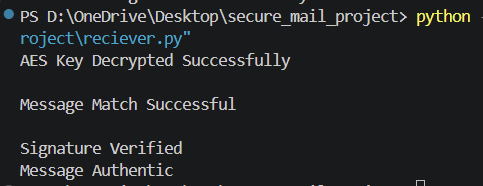 PS D:\OneDrive\Desktop\secure_mail_project> python
roject\reciever.py"
AES Key Decrypted Successfully
Message Match Successful
Signature Verified
Message Authentic